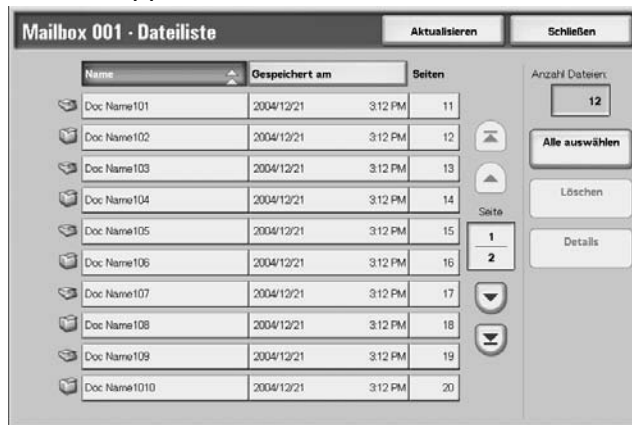 Mailbox 001 - Dateiliste Aktualisieren Schließen
Name Gespeichert am Seiten Anzahl Dateien:
Doc Name101 2004/12/21 3:12 PM 11 12
Doc Name102 2004/12/21 3:12 PM 12 Alle auswählen
Doc Name103 2004/12/21 3:12 PM 13
Doc Name104 2004/12/21 3:12 PM 14 Löschen
Seite
Doc Name105 2004/12/21 3:12 PM 15 1 Details
Doc Name106 2004/12/21 3:12 PM 16 2
Doc Name107 2004/12/21 3:12 PM 17
Doc Name108 2004/12/21 3:12 PM 18
Doc Name109 2004/12/21 3:12 PM 19
Doc Name1010 2004/12/21 3:12 PM 20